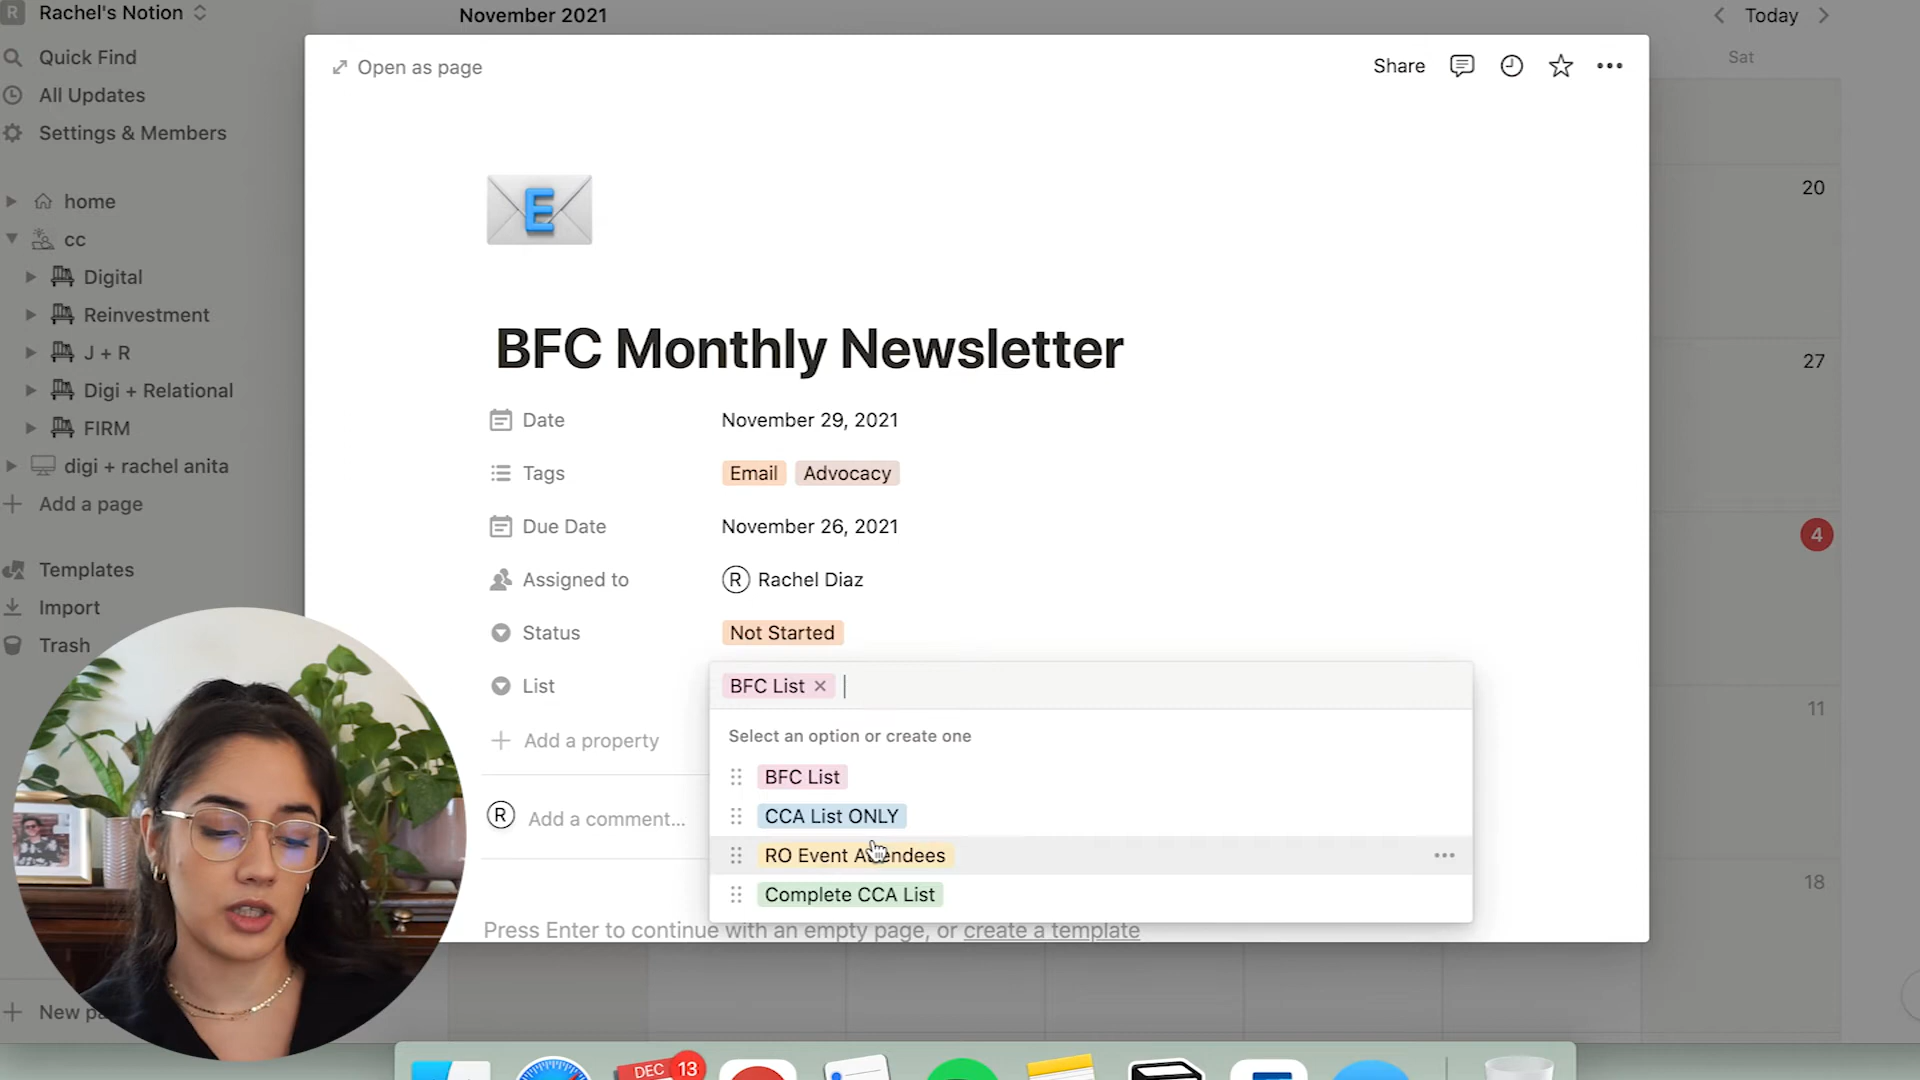 Rachel's Notion
November 2021
Today
Quick Find
All Updates
Settings & Members
Open as page
Share
Sat
home
cc
Digital
Reinvestment
J + R
Digi + Relational
FIRM
digi + rachel anita
Add a page
Templates
Import
Trash
E
BFC Monthly Newsletter
Date November 29, 2021
Tags Email Advocacy
Due Date November 26, 2021
Assigned to R Rachel Diaz
Status Not Started
List BFC List
Add a property
Select an option or create one
BFC List
CCA List ONLY
RO Event Attendees
Complete CCA List
R Add a comment...
Press Enter to continue with an empty page, or create a template
20
27
4
11
18
DEC 13